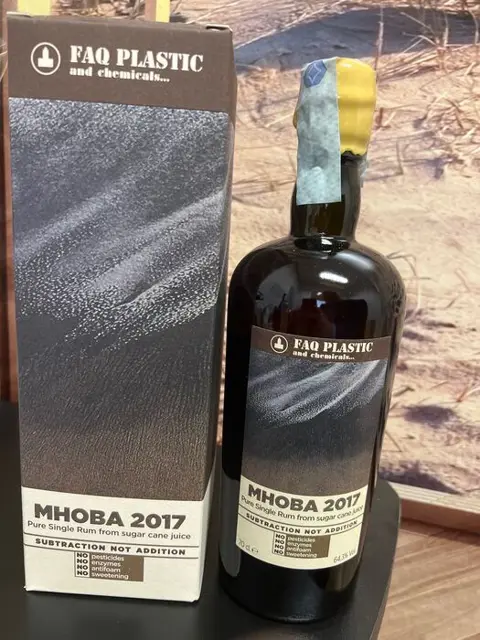 FAQ PLASTIC
and chemicals...
MHOBA 2017
Pure Single Rum from sugar cane juice
SUBTRACTION NOT ADDITION
NO pesticides
NO enzymes
NO antifoam
NO sweetening
FAQ PLASTIC
and chemicals...
MHOBA 2017
Pure Single Rum from sugar cane juice
SUBTRACTION NOT ADDITION
NO pesticides
NO enzymes
NO antifoam
NO sweetening
70 cl. e